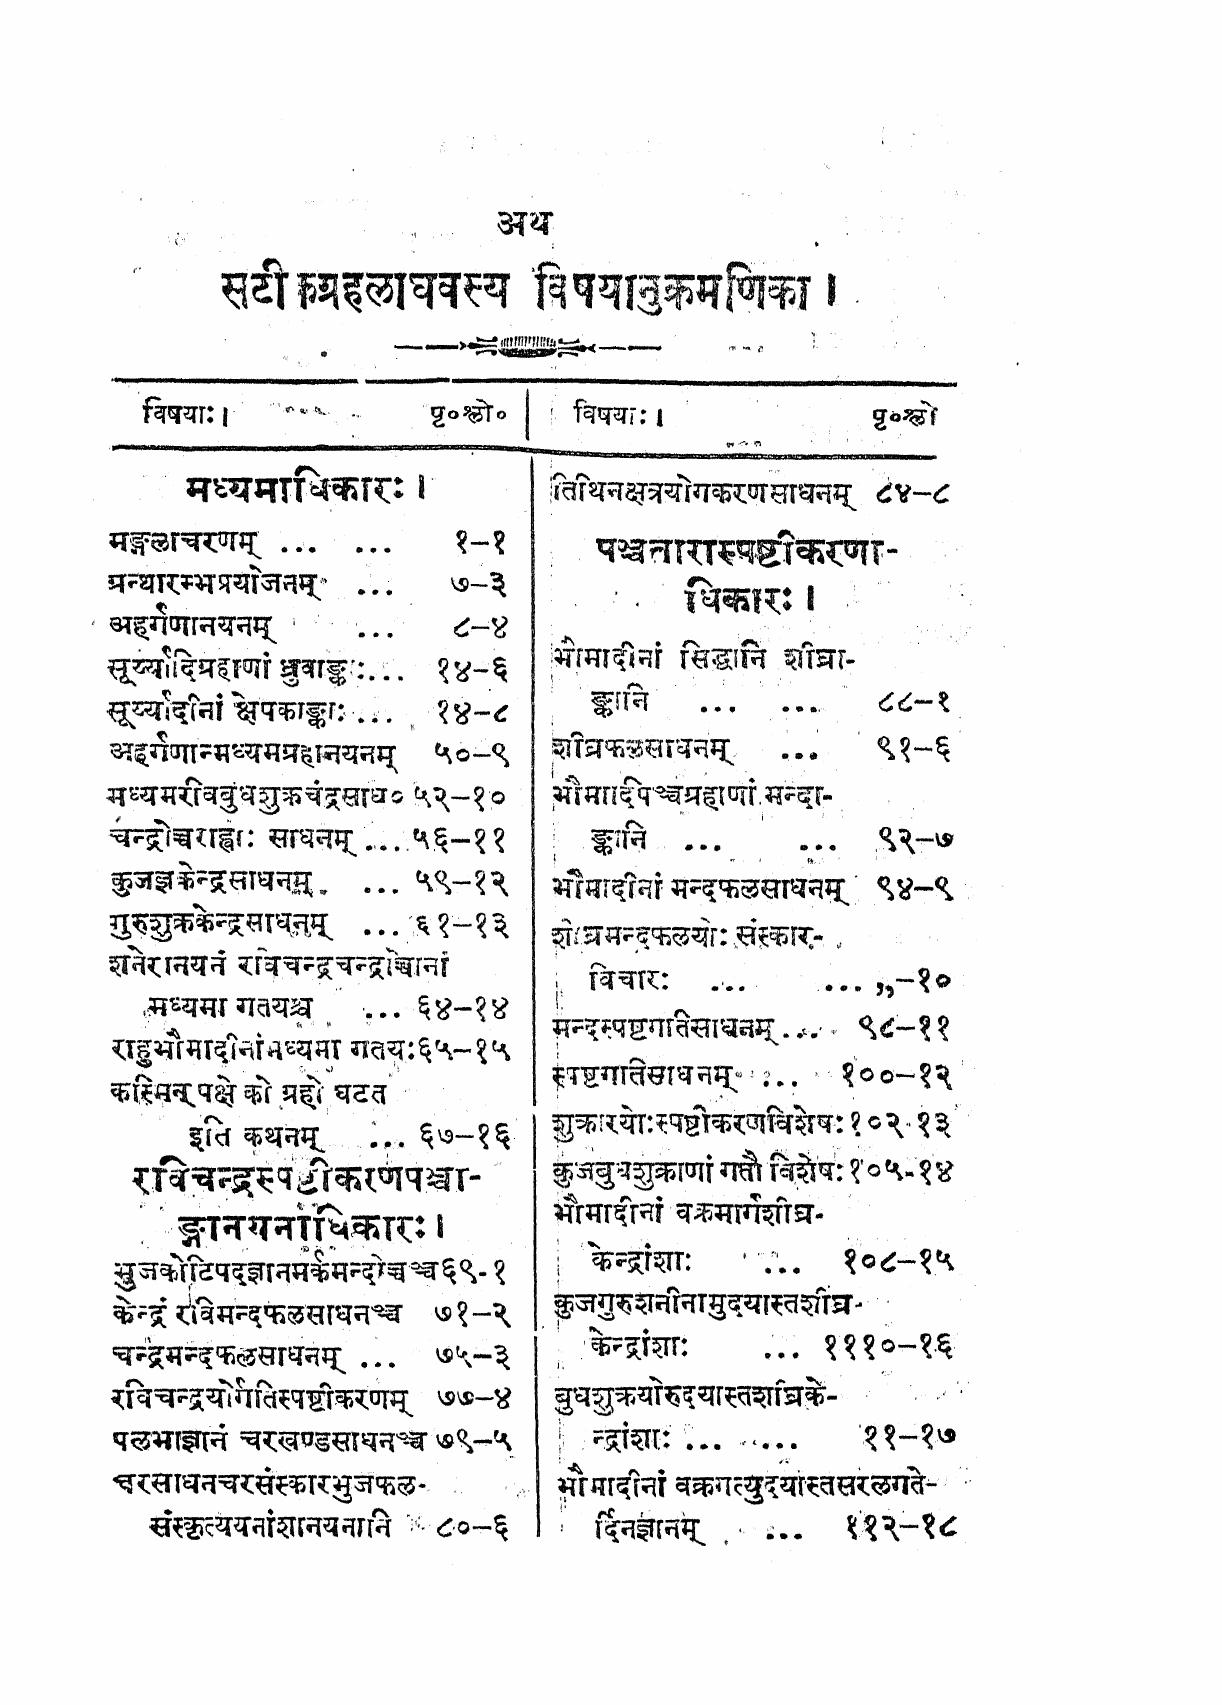 अथ
सटीकग्रहलाघवस्य विषयानुक्रमणिका ।
विषयाः । पृ०श्लो०
मध्यमाधिकारः ।
मङ्गलाचरणम् ... ... १–१
ग्रन्थारम्भप्रयोजनम् ... ७–३
अहर्गणानयनम् ... ८–४
सूर्य्यादिग्रहाणां ध्रुवाङ्काः... १४–६
सूर्य्यादीनां क्षेपकाङ्काः ... १४–८
अहर्गणान्मध्यमग्रहानयनम् ५०–९
मध्यमरविबुधशुक्रचंद्रसाध० ५२–१०
चन्द्रोच्चराह्वोः साधनम् ... ५६–११
कुजज्ञकेन्द्रसाधनम् ... ५९–१२
गुरुशुक्रकेन्द्रसाधनम् ... ६१–१३
शनेरानयनं रविचन्द्रचन्द्रोच्चानां
मध्यमा गतयश्च ... ६४–१४
राहुभौमादीनांमध्यमा गतयः६५–१५
कस्मिन् पक्षे को ग्रहो घटत
इति कथनम् ... ६७–१६
रविचन्द्रस्पष्टीकरणपञ्चा-
ङ्गानयनाधिकारः ।
भुजकोटिपदज्ञानमर्कमन्दोच्चञ्च६९-१
केन्द्रं रविमन्दफलसाधनञ्च ७१–२
चन्द्रमन्दफलसाधनम् ... ७५–३
रविचन्द्रयोर्गतिस्पष्टीकरणम् ७७–४
पलभाज्ञानं चरखण्डसाधनञ्च ७९–५
चरसाधनचरसंस्कारभुजफल-
संस्कृत्ययनांशानयनानि ८०–६
विषयाः । पृ०श्लो
तिथिनक्षत्रयोगकरणसाधनम् ८४–८
पञ्चतारास्पष्टीकरणा-
धिकारः ।
भौमादीनां सिद्धानि शीघ्रा-
ङ्कानि ... ... ८८–१
शीघ्रफलसाधनम् ... ९१–६
भौमादिपञ्चग्रहाणां मन्दा-
ङ्कानि ... ... ९२–७
भौमादीनां मन्दफलसाधनम् ९४–९
शीघ्रमन्दफलयोः संस्कार-
विचारः ... ... ,,–१०
मन्दस्पष्टगतिसाधनम् ... ९८–११
स्पष्टगतिसाधनम् ... १००–१२
शुक्रारयोःस्पष्टीकरणविशेषः१०२-१३
कुजबुधशुक्राणां गतौ विशेषः१०५-१४
भौमादीनां वक्रमार्गशीघ्र-
केन्द्रांशाः ... १०८–१५
कुजगुरुशनीनामुदयास्तशीघ्र-
केन्द्रांशाः ... १११०–१६
बुधशुक्रयोरुदयास्तशीघ्रके-
न्द्रांशाः ... ... ११–१७
भौमादीनां वक्रगत्युदयास्तसरलगते-
र्दिनज्ञानम् ... ११२–१८